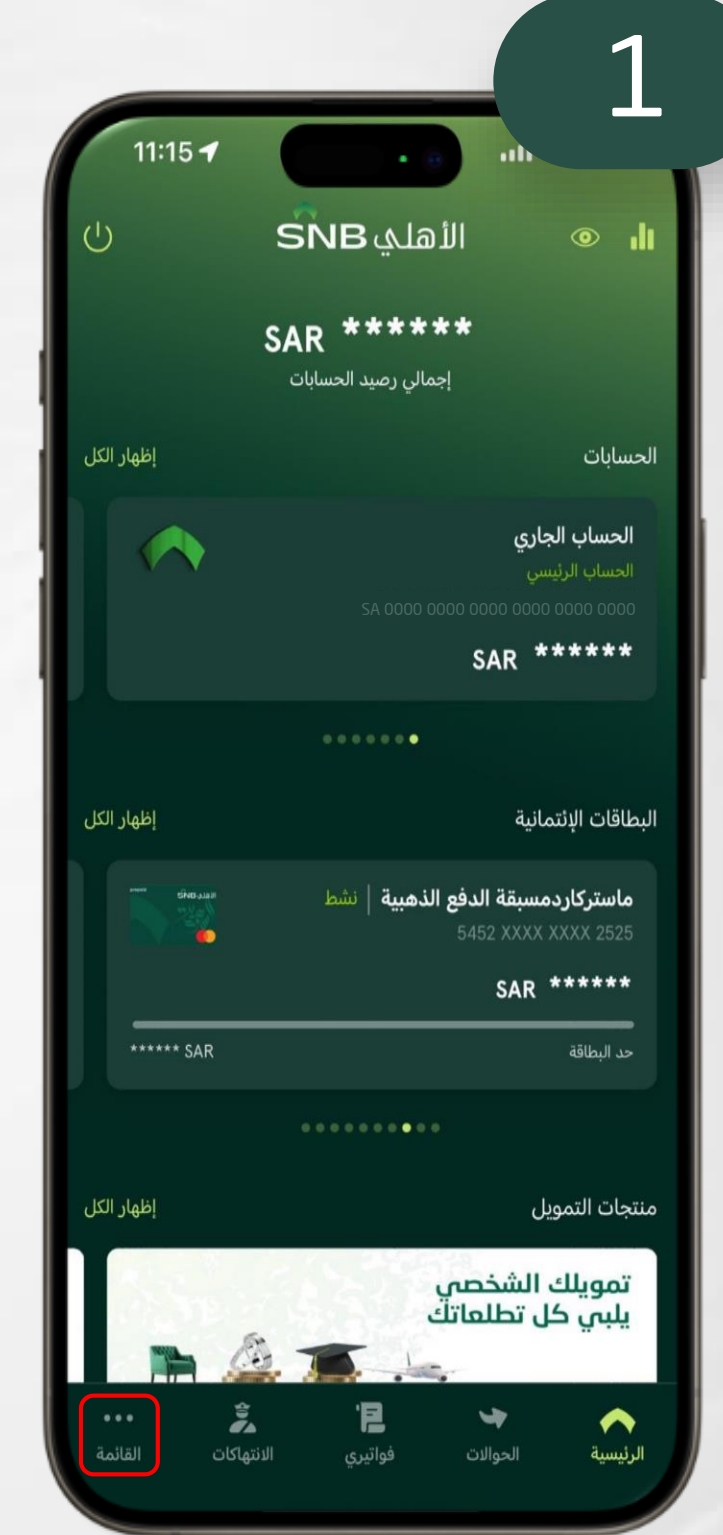 1
11:15
الأهلي SNB
SAR ******
إجمالي رصيد الحسابات
الحسابات
إظهار الكل
الحساب الجاري
الحساب الرئيسي
SA 0000 0000 0000 0000 0000 0000
SAR ******
البطاقات الإئتمانية
إظهار الكل
ماستركاردمسبقة الدفع الذهبية | نشط
5452 XXXX XXXX 2525
SAR ******
حد البطاقة
****** SAR
منتجات التمويل
إظهار الكل
تمويلك الشخصي
يلبي كل تطلعاتك
الرئيسية
الحوالات
فواتيري
الانتهاكات
القائمة